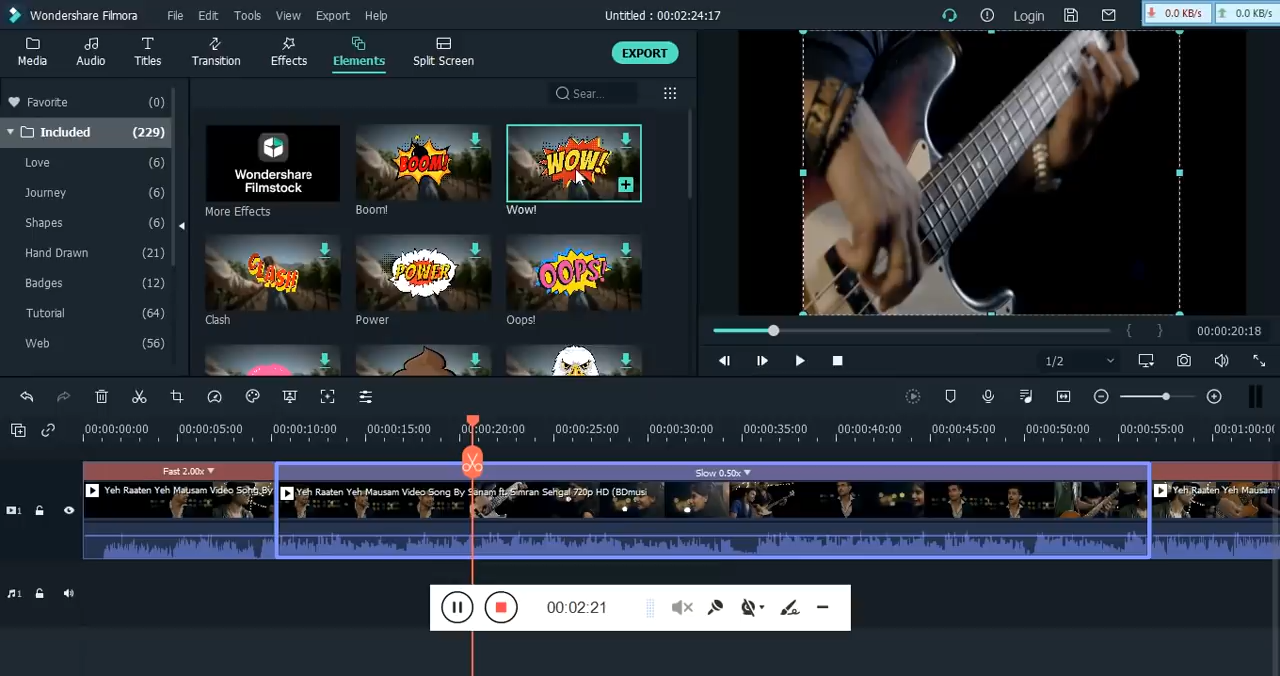 Wondershare Filmora File Edit Tools View Export Help Untitled : 00:02:24:17 Login 0.0 KB/s 0.0 KB/s
Media Audio Titles Transition Effects Elements Split Screen EXPORT
Favorite (0)
Sear...
Included (229)
Love (6)
Journey (6)
Shapes (6)
Hand Drawn (21)
Badges (12)
Tutorial (64)
Web (56)
Wondershare
Filmstock
BOOM!
WOW!
More Effects Boom! Wow!
CLASH
POWER
OOPS!
Clash Power Oops!
00:00:20:18
1/2
00:00:00:00 00:00:05:00 00:00:10:00 00:00:15:00 00:00:20:00 00:00:25:00 00:00:30:00 00:00:35:00 00:00:40:00 00:00:45:00 00:00:50:00 00:00:55:00 00:01:00:00
Fast 2.00x Slow 0.50x
Yeh Raaten Yeh Mausam Video Song By Yeh Raaten Yeh Mausam Video Song By Sanam ft. Simran Sehgal 720p HD (BDmusi Yeh Raaten Yeh Mausam
1
1
00:02:21